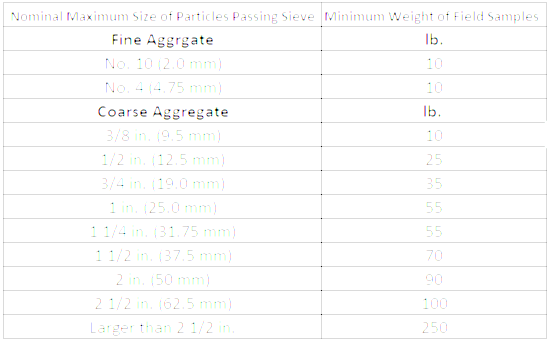 Nominal Maximum Size of Particles Passing Sieve Minimum Weight of Field Samples
Fine Aggrgate lb.
No. 10 (2.0 mm) 10
No. 4 (4.75 mm) 10
Coarse Aggregate lb.
3/8 in. (9.5 mm) 10
1/2 in. (12.5 mm) 25
3/4 in. (19.0 mm) 35
1 in. (25.0 mm) 55
1 1/4 in. (31.75 mm) 55
1 1/2 in. (37.5 mm) 70
2 in. (50 mm) 90
2 1/2 in. (62.5 mm) 100
Larger than 2 1/2 in. 250